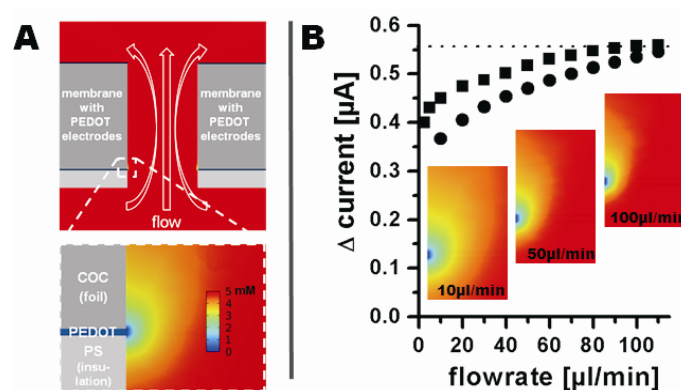 A
membrane
with
PEDOT
electrodes
membrane
with
PEDOT
electrodes
flow
COC
(foil)
PEDOT
PS
(insu-
lation)
5 mM
4
3
2
1
0
B
Δ current [µA]
0.6
0.5
0.4
0.3
0.2
0.1
0.0
10µl/min
50µl/min
100µl/min
0 20 40 60 80 100
flowrate [µl/min]